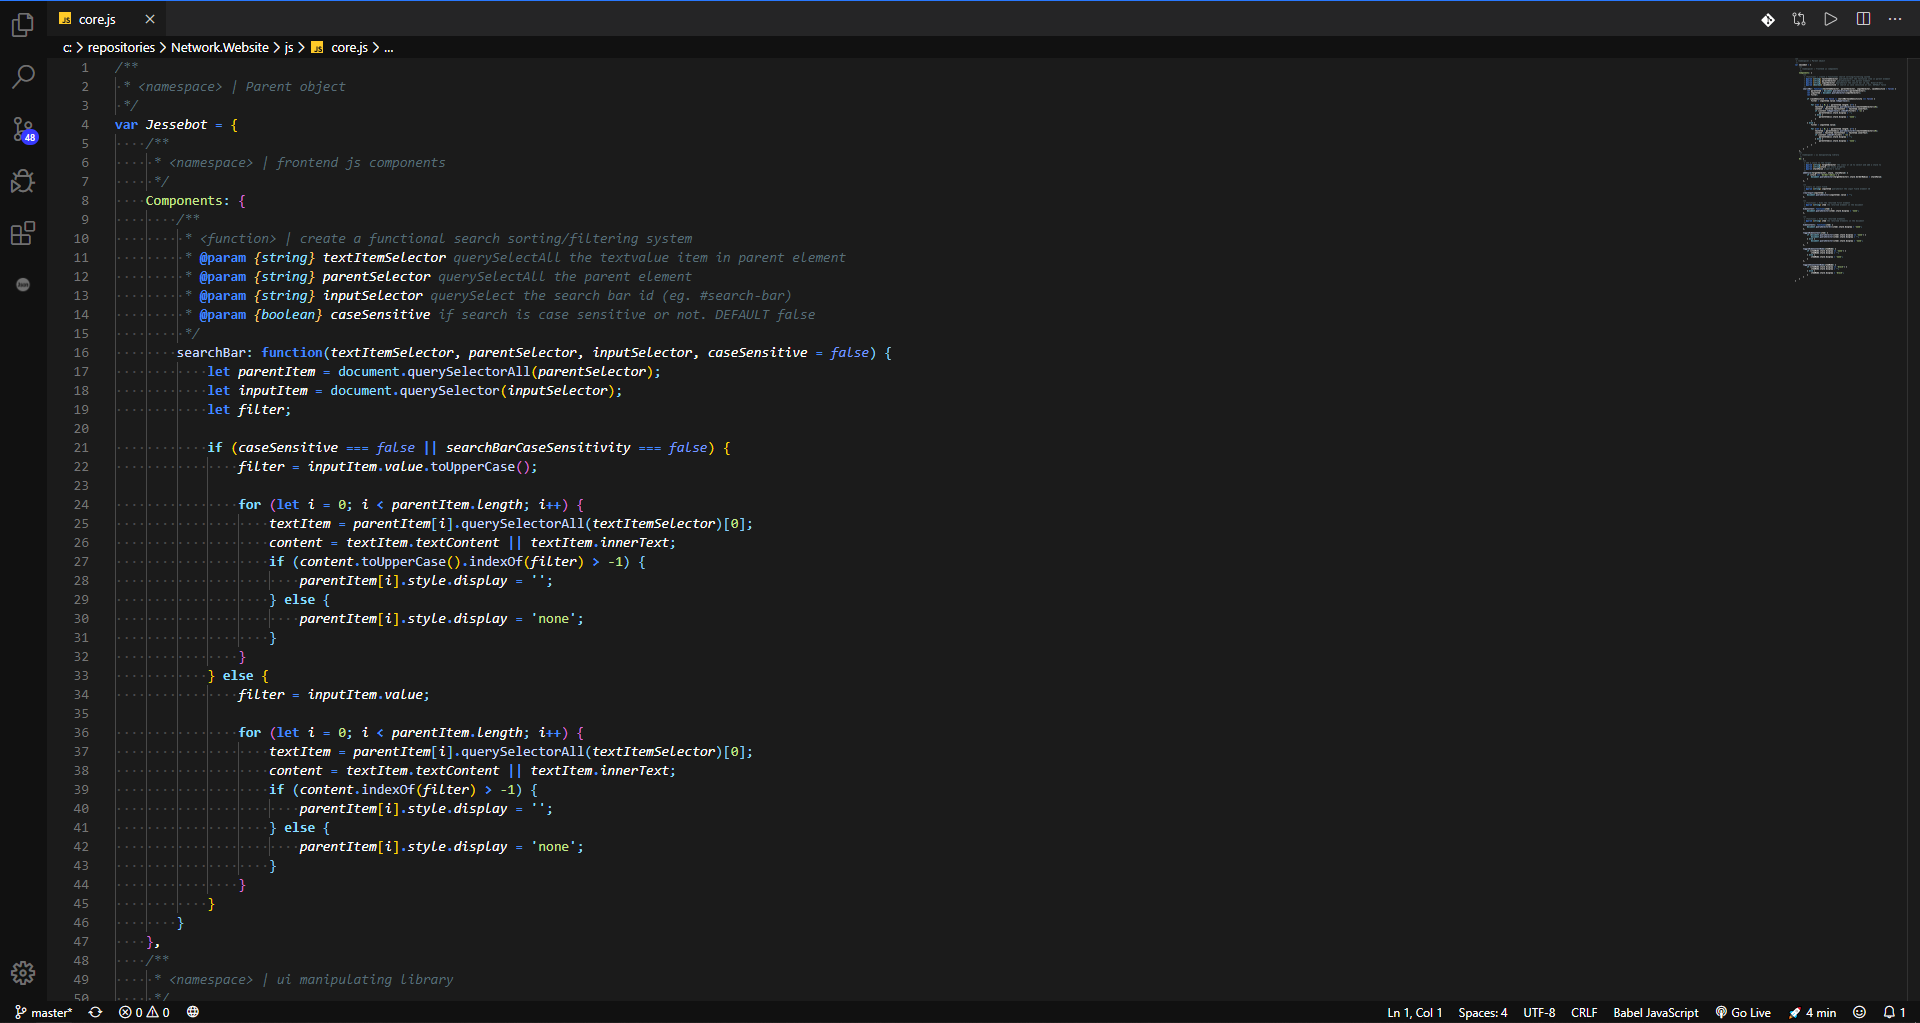 JS core.js
c: > repositories > Network.Website > js > JS core.js > ...
1 /**
2 * <namespace> | Parent object
3 */
4 var Jessebot = {
5 /**
6 * <namespace> | frontend js components
7 */
8 Components: {
9 /**
10 * <function> | create a functional search sorting/filtering system
11 * @param {string} textItemSelector querySelectAll the textvalue item in parent element
12 * @param {string} parentSelector querySelectAll the parent element
13 * @param {string} inputSelector querySelect the search bar id (eg. #search-bar)
14 * @param {boolean} caseSensitive if search is case sensitive or not. DEFAULT false
15 */
16 searchBar: function(textItemSelector, parentSelector, inputSelector, caseSensitive = false) {
17 let parentItem = document.querySelectorAll(parentSelector);
18 let inputItem = document.querySelector(inputSelector);
19 let filter;
20
21 if (caseSensitive === false || searchBarCaseSensitivity === false) {
22 filter = inputItem.value.toUpperCase();
23
24 for (let i = 0; i < parentItem.length; i++) {
25 textItem = parentItem[i].querySelectorAll(textItemSelector)[0];
26 content = textItem.textContent || textItem.innerText;
27 if (content.toUpperCase().indexOf(filter) > -1) {
28 parentItem[i].style.display = '';
29 } else {
30 parentItem[i].style.display = 'none';
31 }
32 }
33 } else {
34 filter = inputItem.value;
35
36 for (let i = 0; i < parentItem.length; i++) {
37 textItem = parentItem[i].querySelectorAll(textItemSelector)[0];
38 content = textItem.textContent || textItem.innerText;
39 if (content.indexOf(filter) > -1) {
40 parentItem[i].style.display = '';
41 } else {
42 parentItem[i].style.display = 'none';
43 }
44 }
45 }
46 }
47 },
48 /**
49 * <namespace> | ui manipulating library
50 */
48
master* 0 0 Ln 1, Col 1 Spaces: 4 UTF-8 CRLF Babel JavaScript Go Live 4 min 1